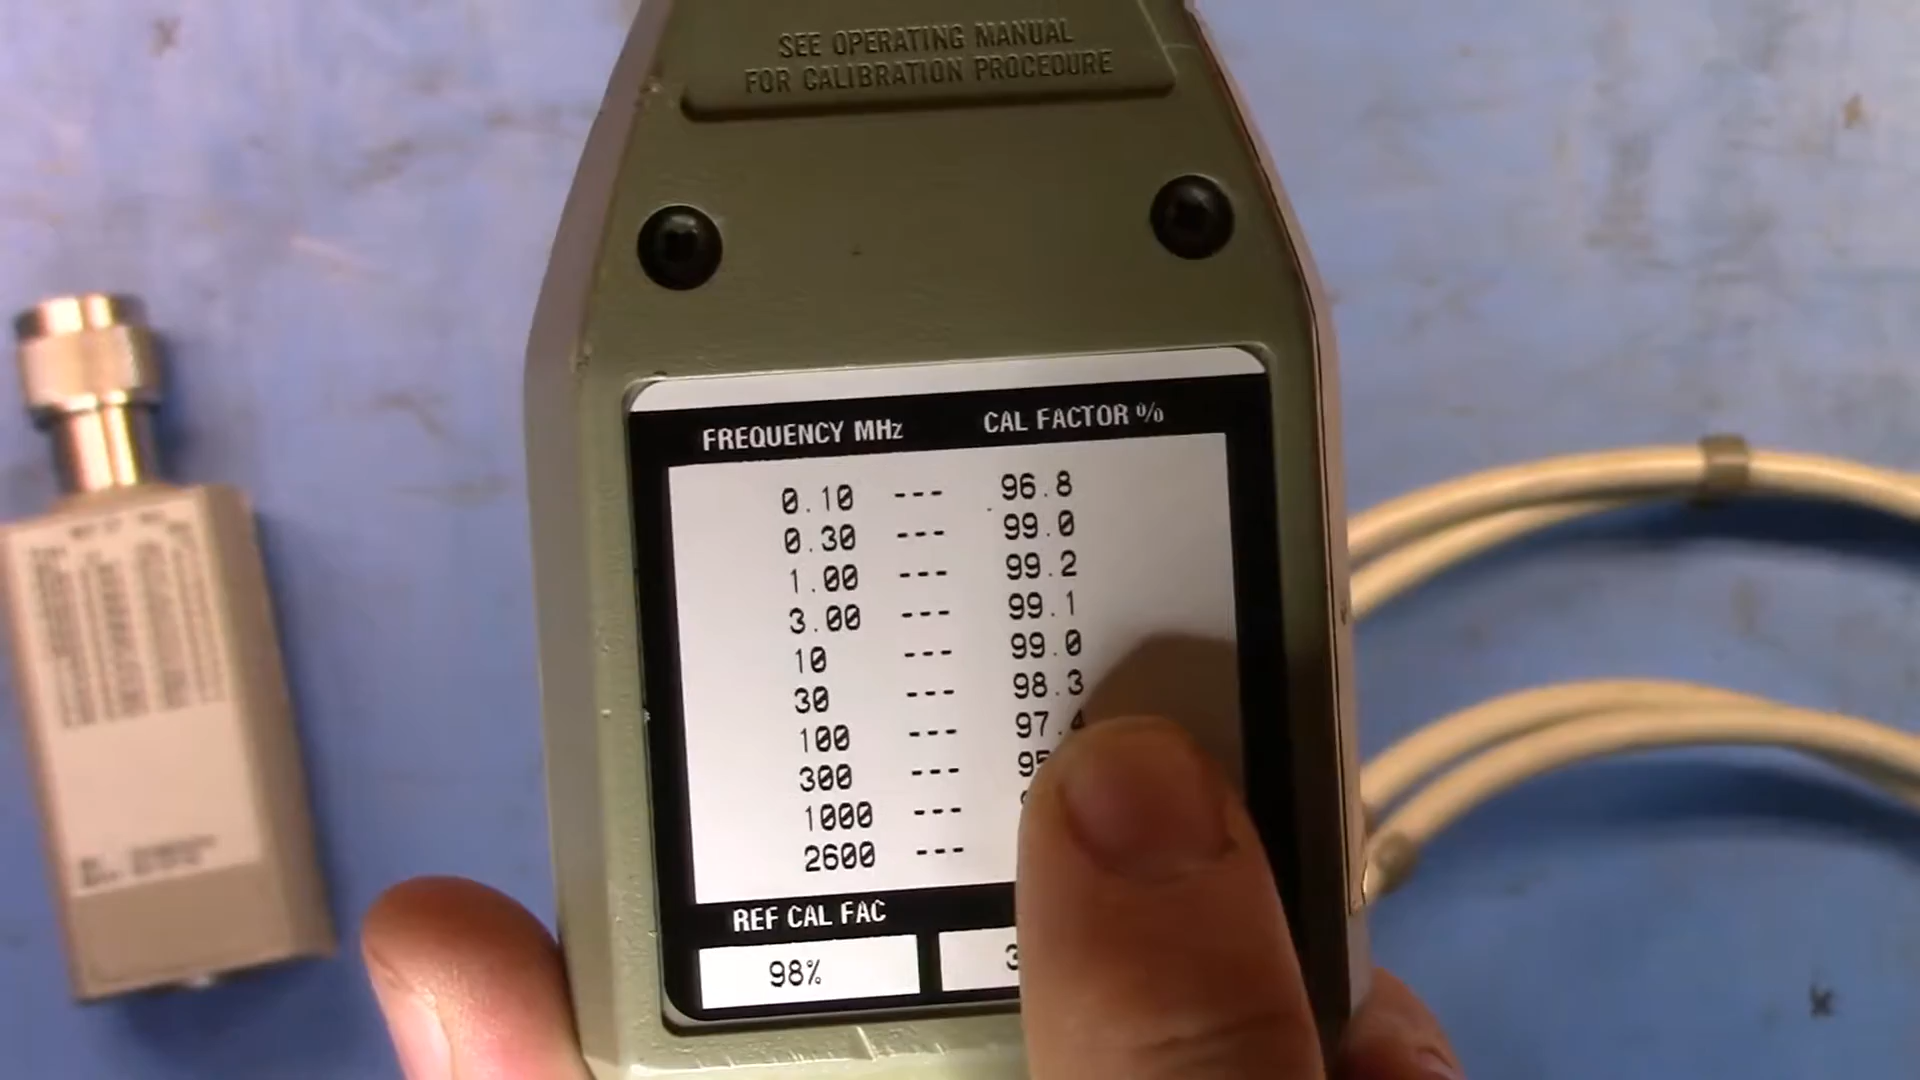 SEE OPERATING MANUAL
FOR CALIBRATION PROCEDURE
FREQUENCY MHz CAL FACTOR %
0.10 --- 96.8
0.30 --- 99.0
1.00 --- 99.2
3.00 --- 99.1
10 --- 99.0
30 --- 98.3
100 --- 97.4
300 ---
1000 ---
2600 ---
REF CAL FAC
98%